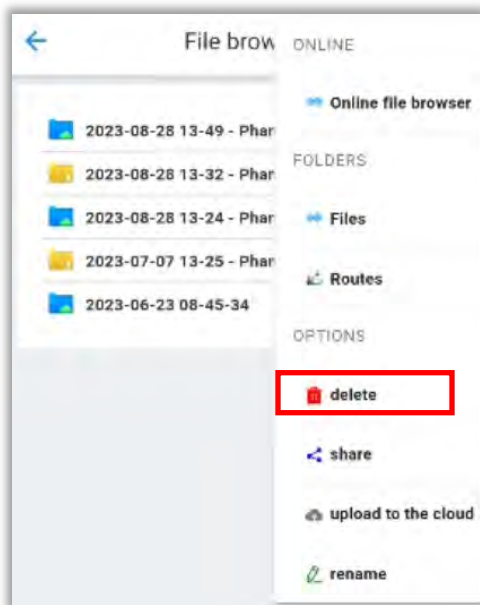 File brow
2023-08-28 13-49 - Phar
2023-08-28 13-32 - Phar
2023-08-28 13-24 - Phar
2023-07-07 13-25 - Phar
2023-06-23 08-45-34
ONLINE
Online file browser
FOLDERS
Files
Routes
OPTIONS
delete
share
upload to the cloud
rename